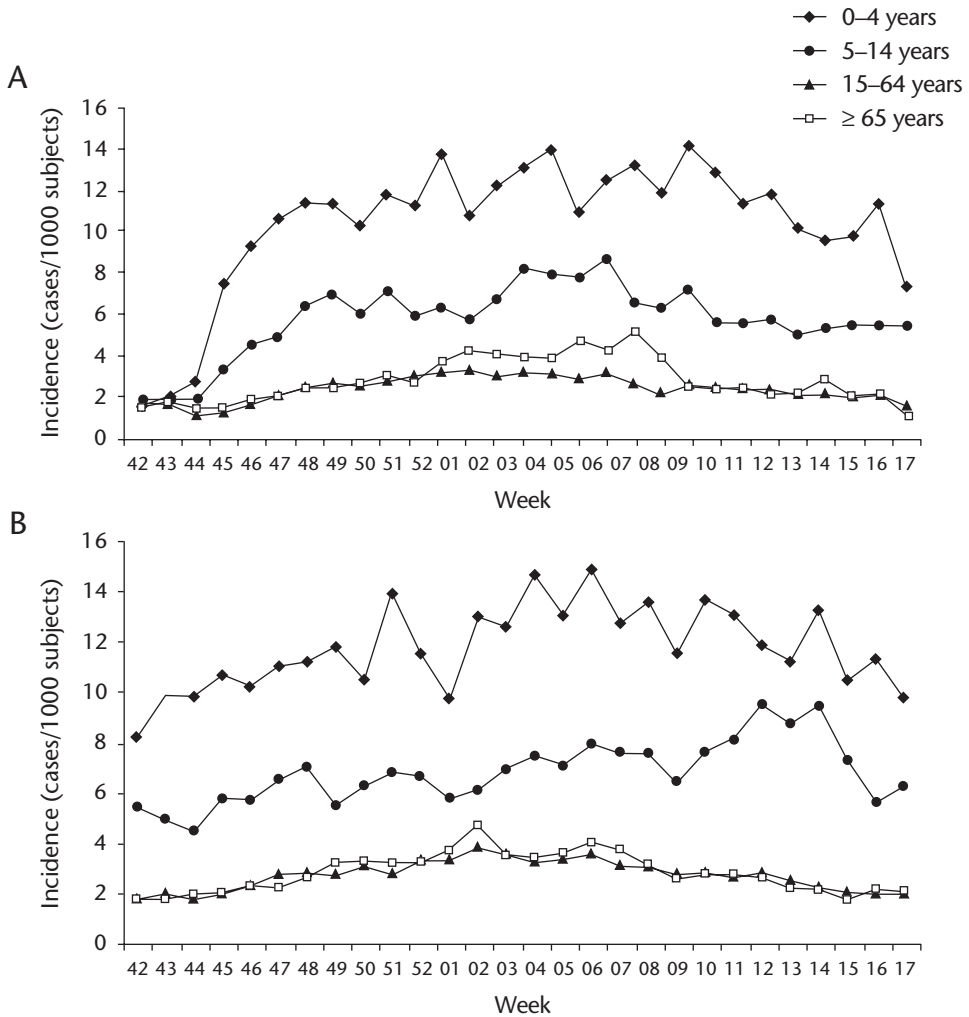 0–4 years
5–14 years
15–64 years
≥ 65 years
A
Incidence (cases/1000 subjects)
16
14
12
10
8
6
4
2
0
42 43 44 45 46 47 48 49 50 51 52 01 02 03 04 05 06 07 08 09 10 11 12 13 14 15 16 17
Week
B
Incidence (cases/1000 subjects)
16
14
12
10
8
6
4
2
0
42 43 44 45 46 47 48 49 50 51 52 01 02 03 04 05 06 07 08 09 10 11 12 13 14 15 16 17
Week